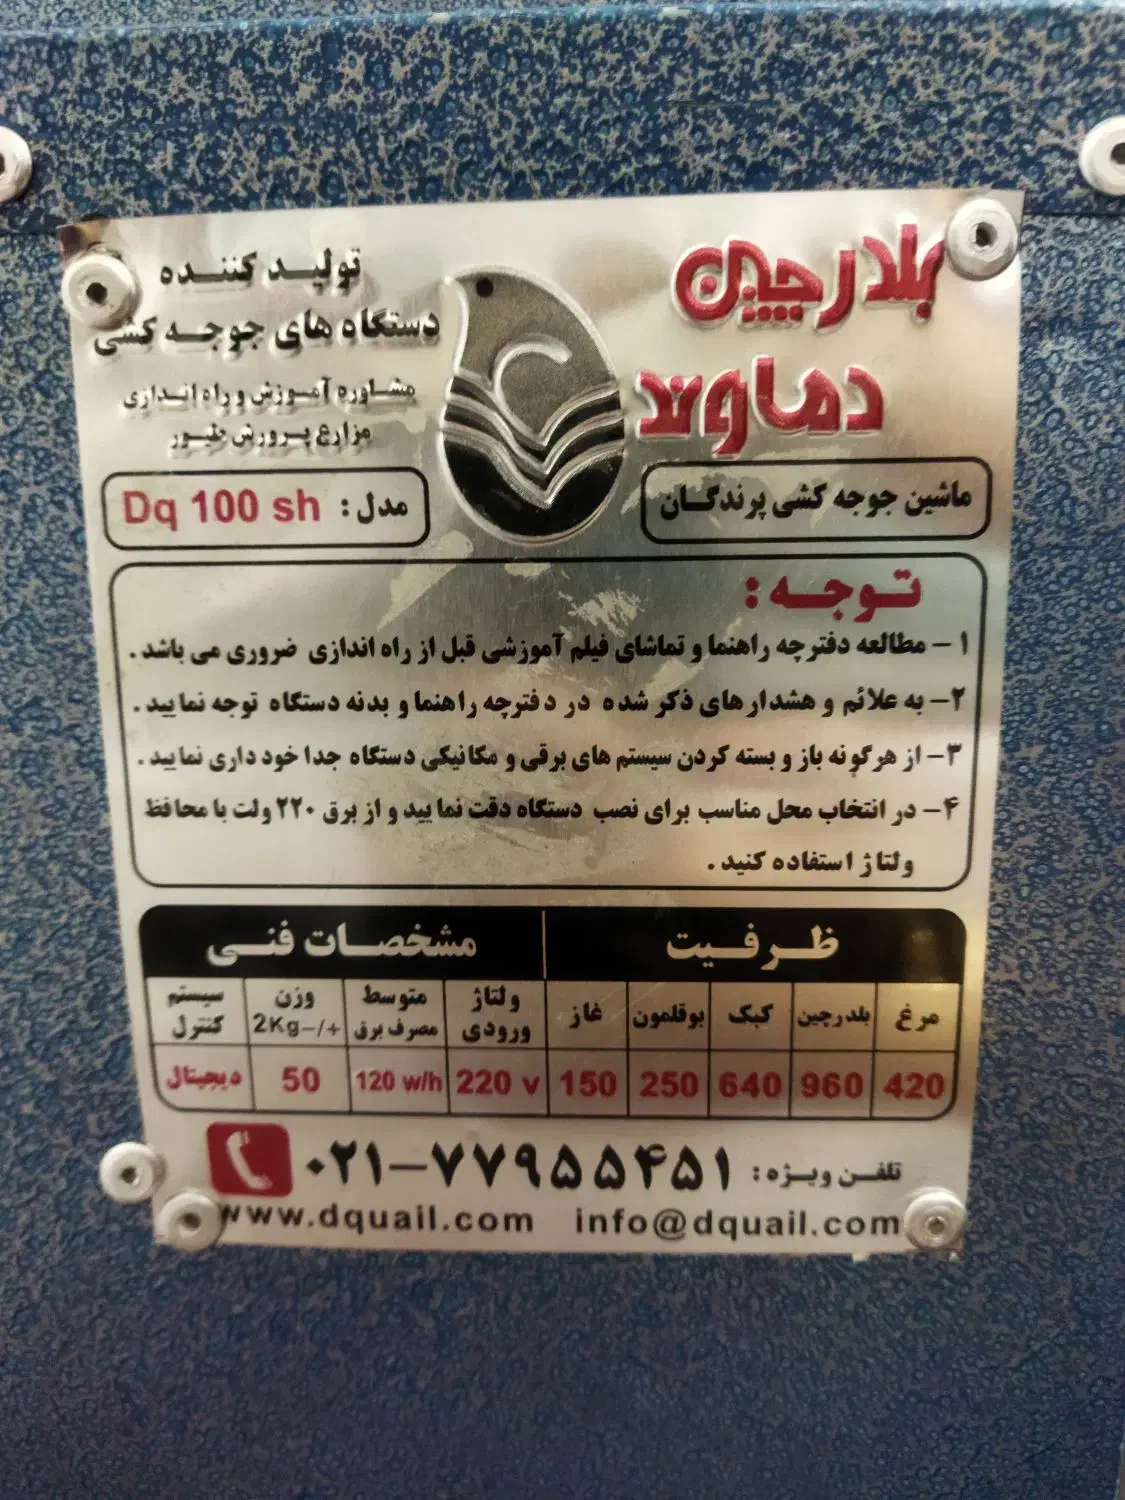 بلدرچین
دماوند
تولید کننده
دستگاه های جوجه کشی
مشاوره آموزش و راه اندازی
مزارع پرورش طیور
ماشین جوجه کشی پرندگان
مدل : Dq 100 sh
توجه :
۱ – مطالعه دفترچه راهنما و تماشای فیلم آموزشی قبل از راه اندازی ضروری می باشد .
۲– به علائم و هشدارهای ذکر شده در دفترچه راهنما و بدنه دستگاه توجه نمایید .
۳– از هرگونه باز و بسته کردن سیستم های برقی و مکانیکی دستگاه جدا خود داری نمایید .
۴– در انتخاب محل مناسب برای نصب دستگاه دقت نمایید و از برق ۲۲۰ ولت با محافظ
ولتاژ استفاده کنید .
ظرفیت مشخصات فنی
مرغ بلدرچین کبک بوقلمون غاز ولتاژ ورودی متوسط مصرف برق وزن 2Kg–/+ سیستم کنترل
420 960 640 250 150 220 v 120 w/h 50 دیجیتال
تلفن ویژه : ۰۲۱–۷۷۹۵۵۴۵۱
www.dquail.com info@dquail.com